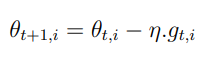 θ_{t+1,i} = θ_{t,i} − η.g_{t,i}